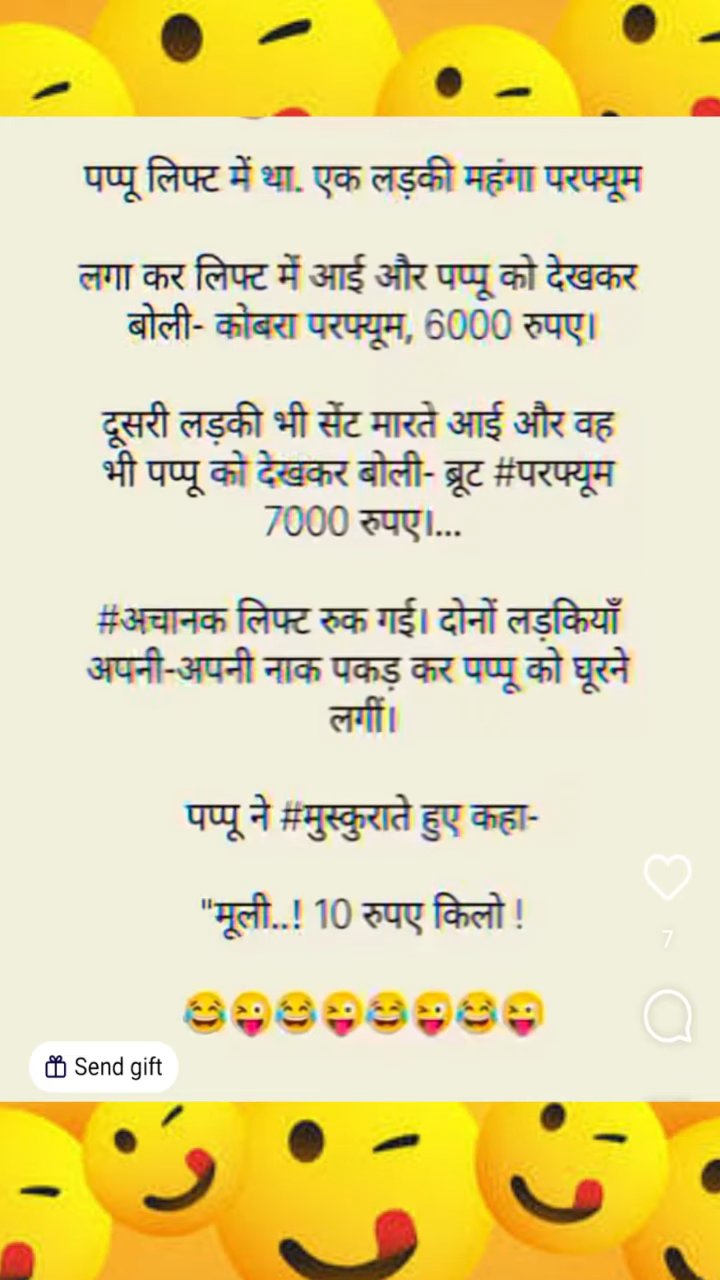 पप्पू लिफ्ट में था. एक लड़की महंगा परफ्यूम
लगा कर लिफ्ट में आई और पप्पू को देखकर
बोली- कोबरा परफ्यूम, 6000 रुपए।
दूसरी लड़की भी सेंट मारते आई और वह
भी पप्पू को देखकर बोली- ब्रूट #परफ्यूम
7000 रुपए।...
#अचानक लिफ्ट रुक गई। दोनों लड़कियाँ
अपनी-अपनी नाक पकड़ कर पप्पू को घूरने
लगीं।
पप्पू ने #मुस्कुराते हुए कहा-
"मूली..! 10 रुपए किलो !
😂😜😂😜😂😜😂😜
7
Send gift